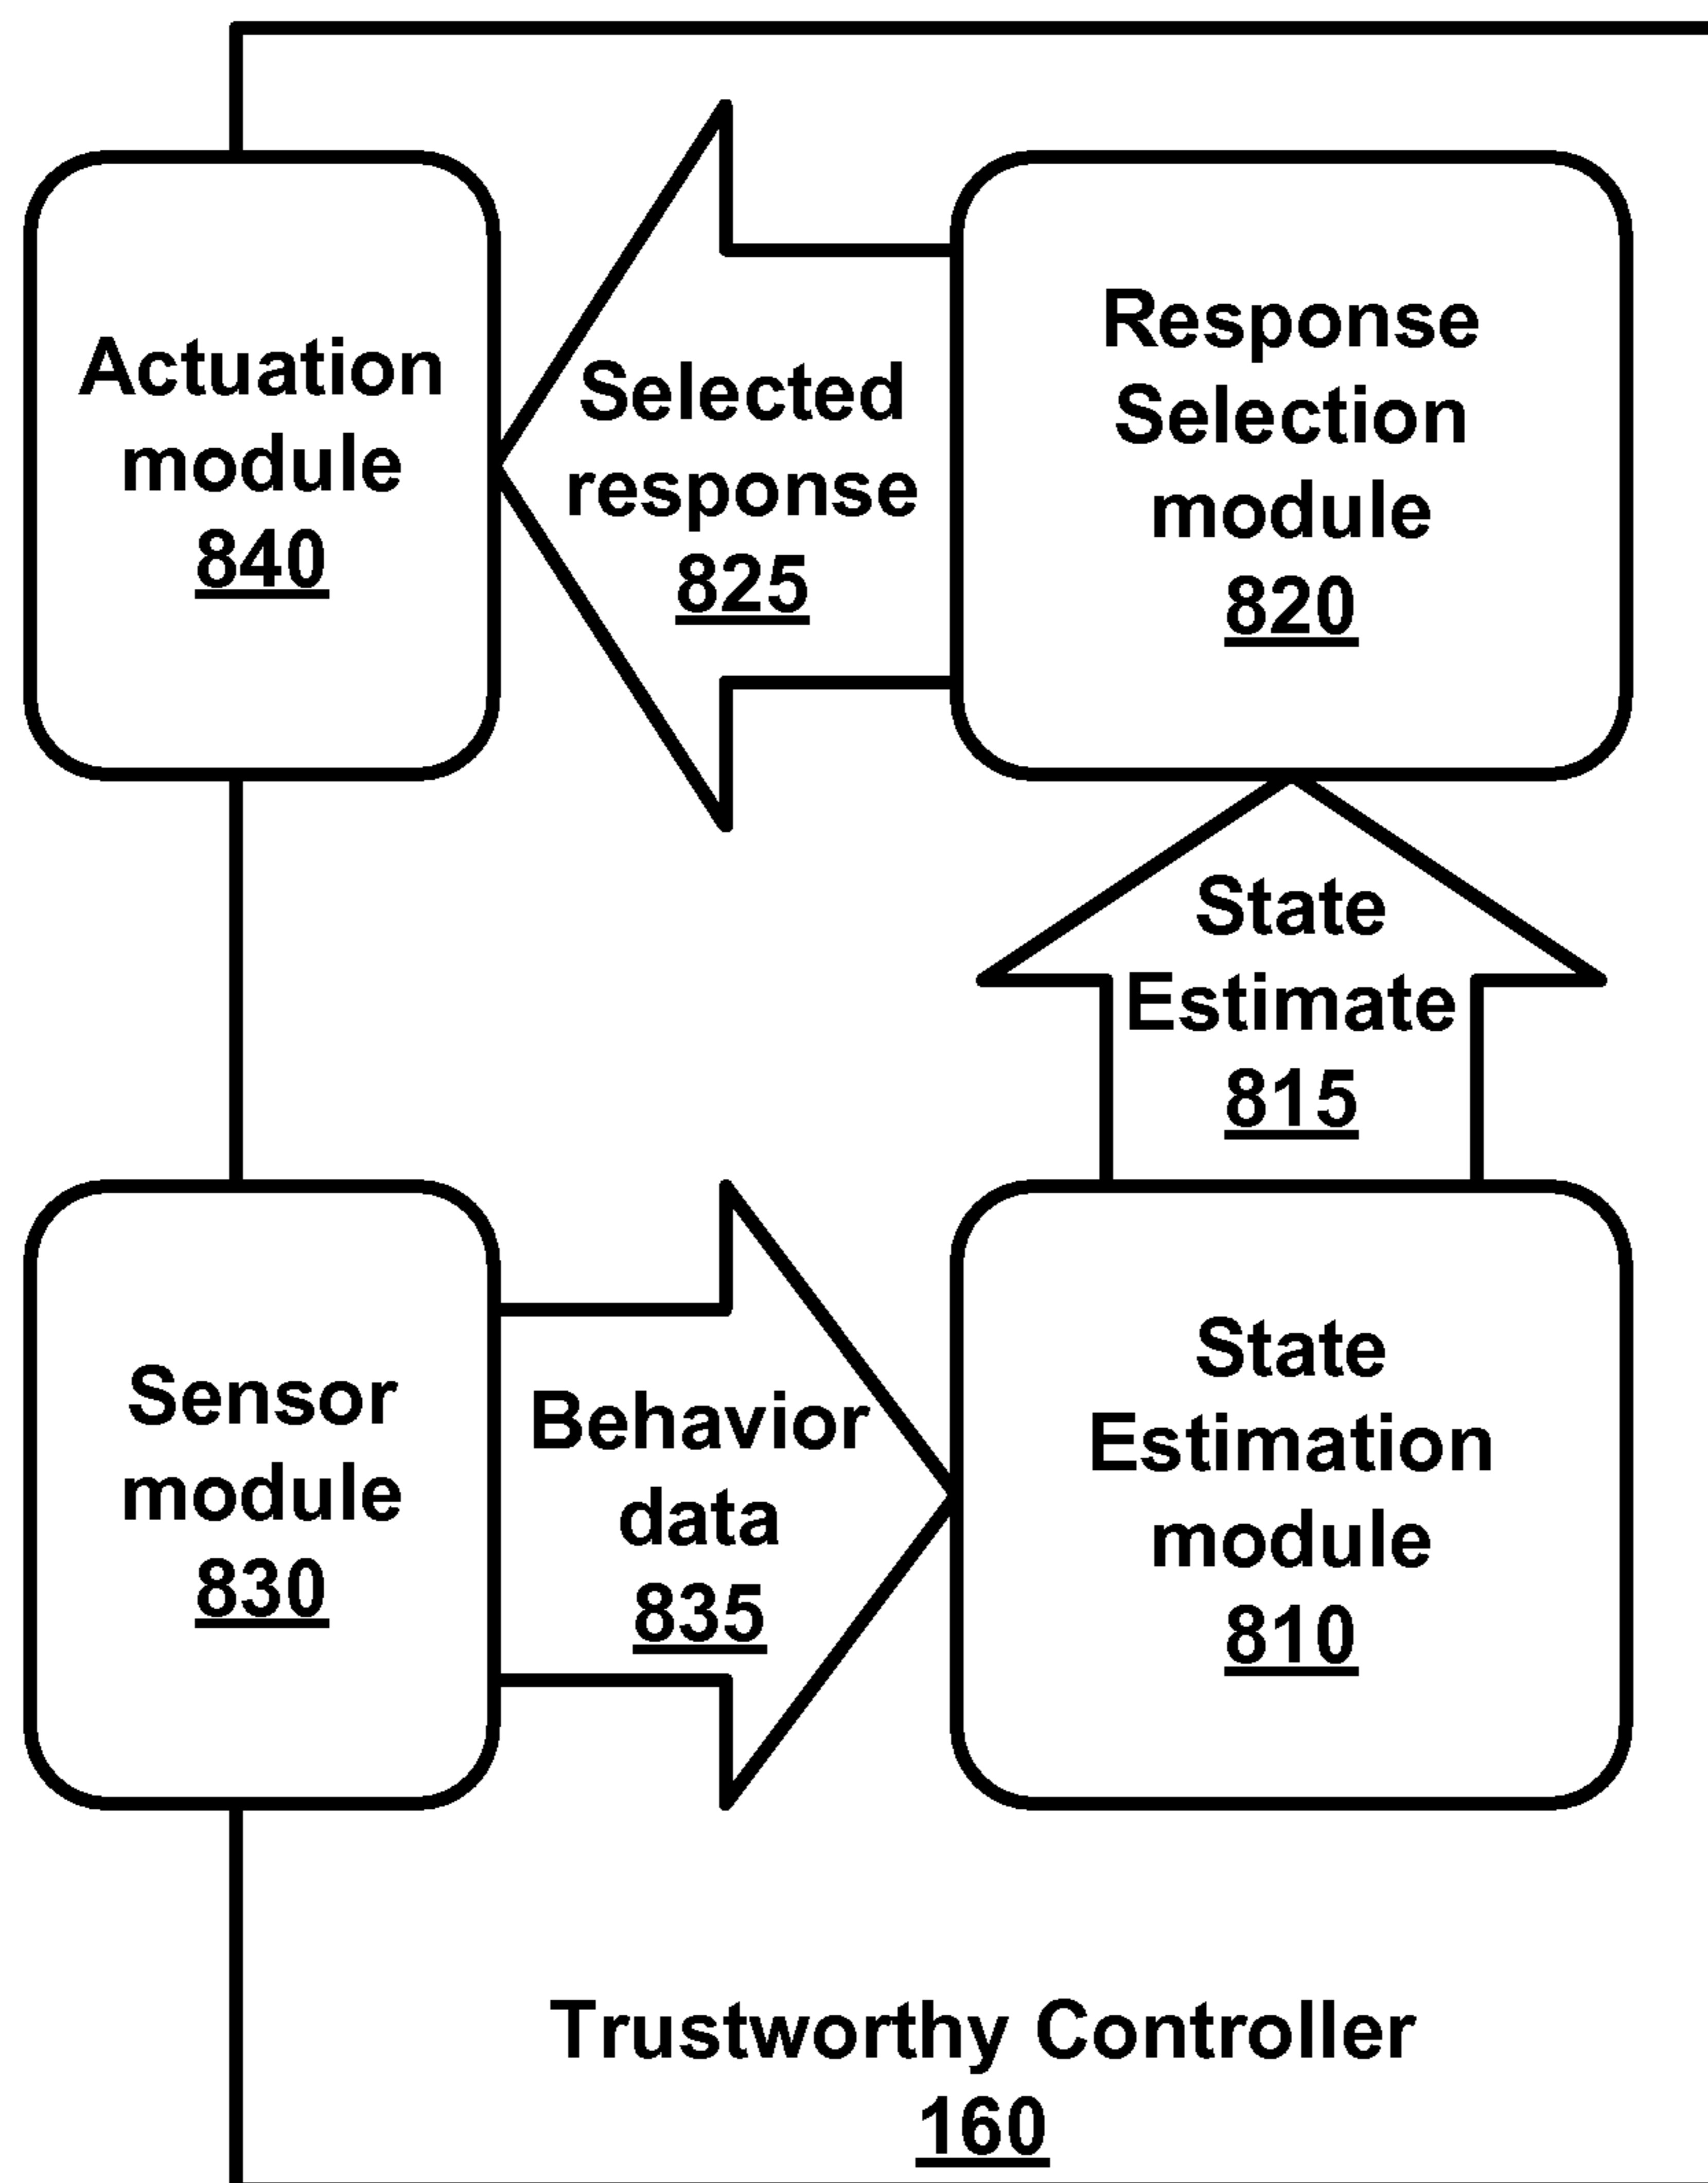 Actuation
module
840
Selected
response
825
Response
Selection
module
820
State
Estimate
815
Sensor
module
830
Behavior
data
835
State
Estimation
module
810
Trustworthy Controller
160